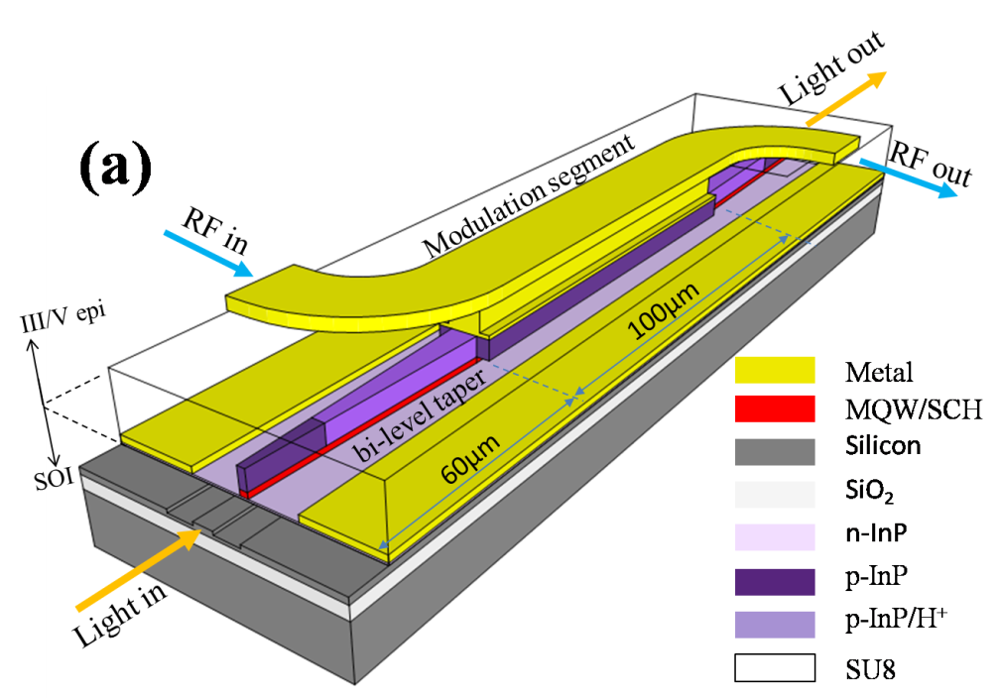 (a)
Light out
RF out
Modulation segment
RF in
III/V epi
100μm
bi-level taper
60μm
SOI
Light in
Metal
MQW/SCH
Silicon
SiO₂
n-InP
p-InP
p-InP/H⁺
SU8